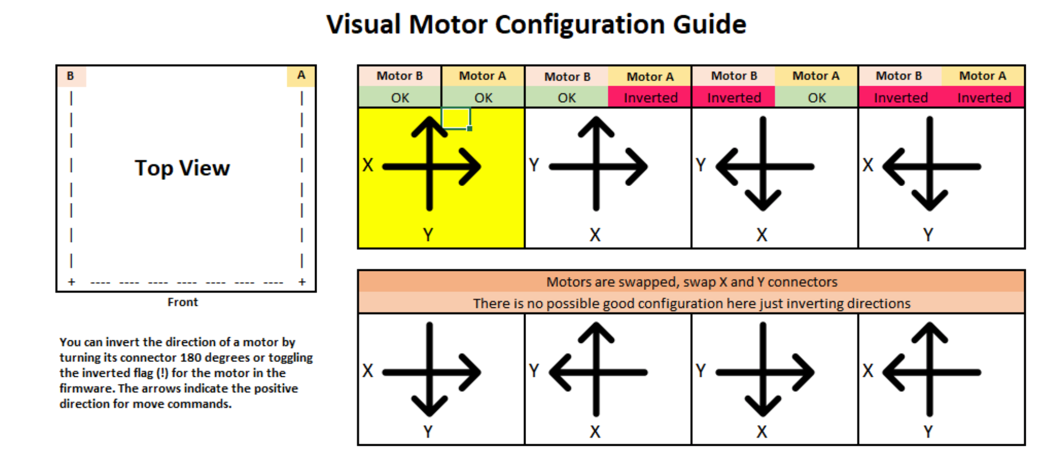 Visual Motor Configuration Guide
B A
Top View
+ ---- ---- ---- ---- ---- ---- ---- +
Front
You can invert the direction of a motor by
turning its connector 180 degrees or toggling
the inverted flag (!) for the motor in the
firmware. The arrows indicate the positive
direction for move commands.
Motor B Motor A Motor B Motor A Motor B Motor A Motor B Motor A
OK OK OK Inverted Inverted OK Inverted Inverted
X Y Y X
Y X X Y
Motors are swapped, swap X and Y connectors
There is no possible good configuration here just inverting directions
X Y Y X
Y X X Y